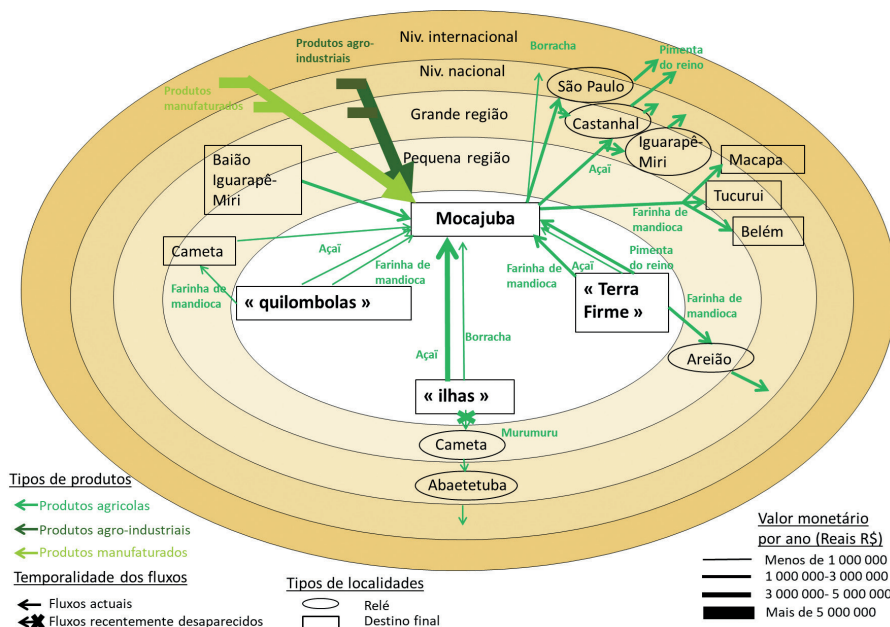 Niv. internacional
Produtos agro-
industriais
Borracha
Pimenta
do reino
Niv. nacional
São Paulo
Produtos
manufaturados
Grande região
Castanhal
Iguarapê-
Miri
Pequena região
Baião
Iguarapê-
Miri
Açaï
Macapa
Tucurui
Mocajuba
Farinha de
mandioca
Belém
Cameta
Açaï
Farinha de
mandioca
Farinha de
mandioca
Açaï
Pimenta
do reino
Farinha de
mandioca
« quilombolas »
« Terra
Firme »
Farinha de
mandioca
Borracha
Açaï
Areião
« ilhas »
Murumuru
Cameta
Abaetetuba
Tipos de produtos
Produtos agricolas
Produtos agro-industriais
Produtos manufaturados
Temporalidade dos fluxos
Fluxos actuais
Fluxos recentemente desaparecidos
Tipos de localidades
Relé
Destino final
Valor monetário
por ano (Reais R$)
Menos de 1 000 000
1 000 000-3 000 000
3 000 000- 5 000 000
Mais de 5 000 000